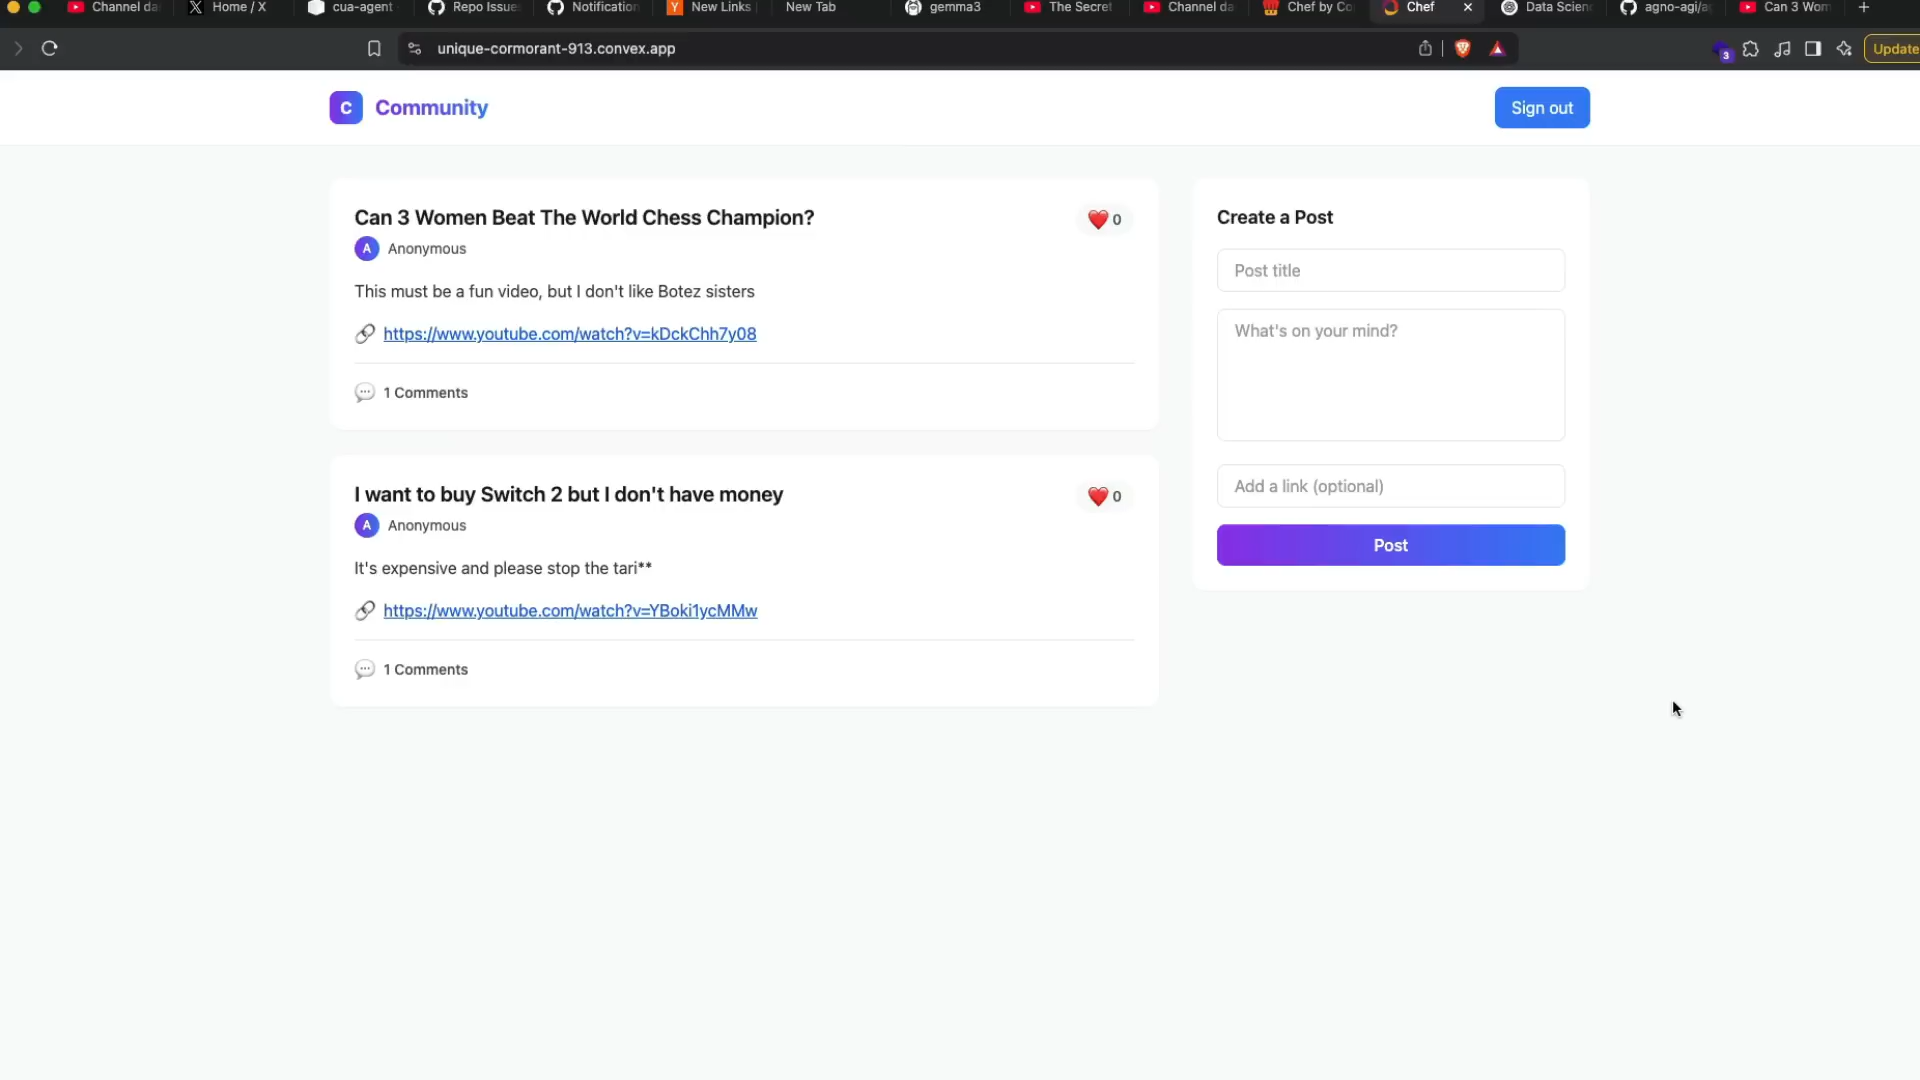 Channel da
Home / X
cua-agent
Repo Issue
Notification
Y
New Links
New Tab
gemma3
The Secret
Channel da
Chef by Co
Chef
Data Scien
agno-agi/a
Can 3 Wom
unique-cormorant-913.convex.app
3
Update
C
Community
Sign out
Can 3 Women Beat The World Chess Champion?
❤️ 0
A
Anonymous
This must be a fun video, but I don't like Botez sisters
https://www.youtube.com/watch?v=kDckChh7y08
1 Comments
I want to buy Switch 2 but I don't have money
❤️ 0
A
Anonymous
It's expensive and please stop the tari**
https://www.youtube.com/watch?v=YBoki1ycMMw
1 Comments
Create a Post
Post title
What's on your mind?
Add a link (optional)
Post